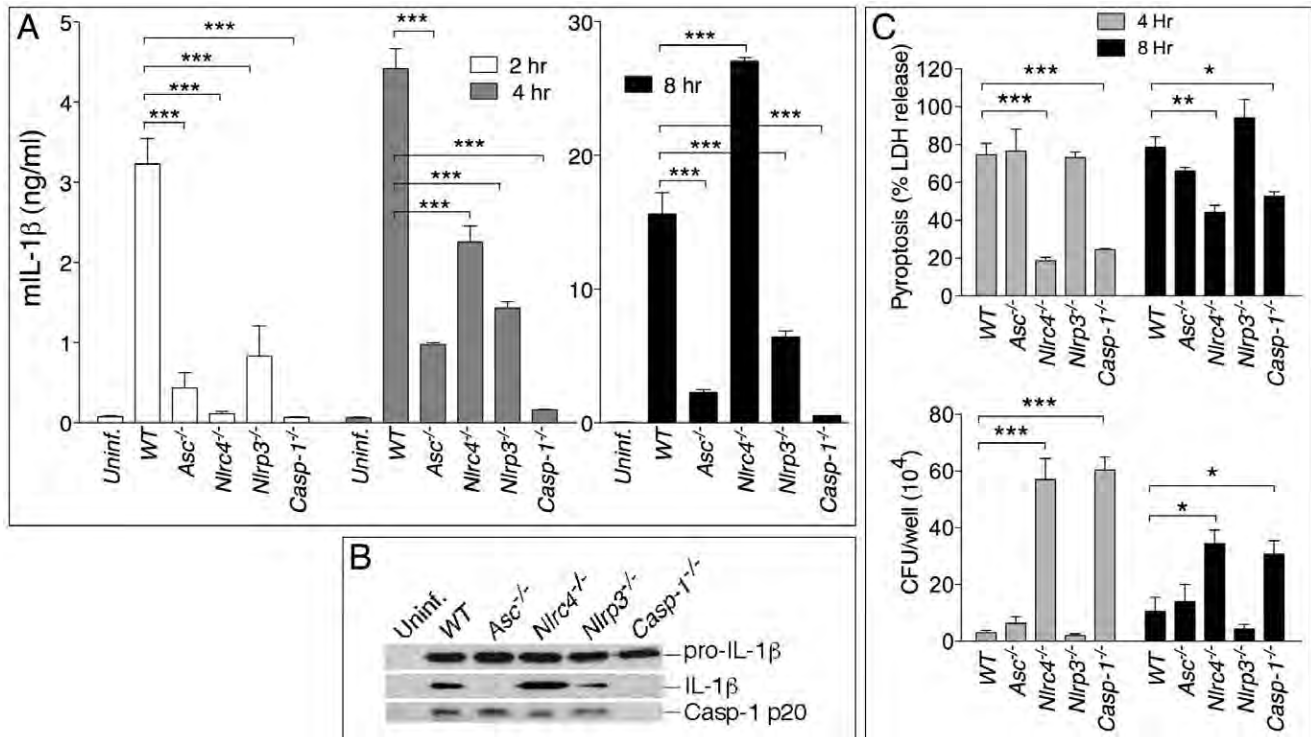 A
mIL-1β (ng/ml)
5
4
3
2
1
0
***
***
***
***
***
***
***
***
2 hr
4 hr
Uninf.
WT
Asc-/-
Nlrc4-/-
Nlrp3-/-
Casp-1-/-
Uninf.
WT
Asc-/-
Nlrc4-/-
Nlrp3-/-
Casp-1-/-
30
20
10
0
8 hr
***
***
***
***
Uninf.
WT
Asc-/-
Nlrc4-/-
Nlrp3-/-
Casp-1-/-
B
Uninf.
WT
Asc-/-
Nlrc4-/-
Nlrp3-/-
Casp-1-/-
pro-IL-1β
IL-1β
Casp-1 p20
C
4 Hr
8 Hr
Pyroptosis (% LDH release)
120
100
80
60
40
20
0
***
***
*
**
WT
Asc-/-
Nlrc4-/-
Nlrp3-/-
Casp-1-/-
WT
Asc-/-
Nlrc4-/-
Nlrp3-/-
Casp-1-/-
CFU/well (10⁴)
80
60
40
20
0
***
***
*
*
WT
Asc-/-
Nlrc4-/-
Nlrp3-/-
Casp-1-/-
WT
Asc-/-
Nlrc4-/-
Nlrp3-/-
Casp-1-/-